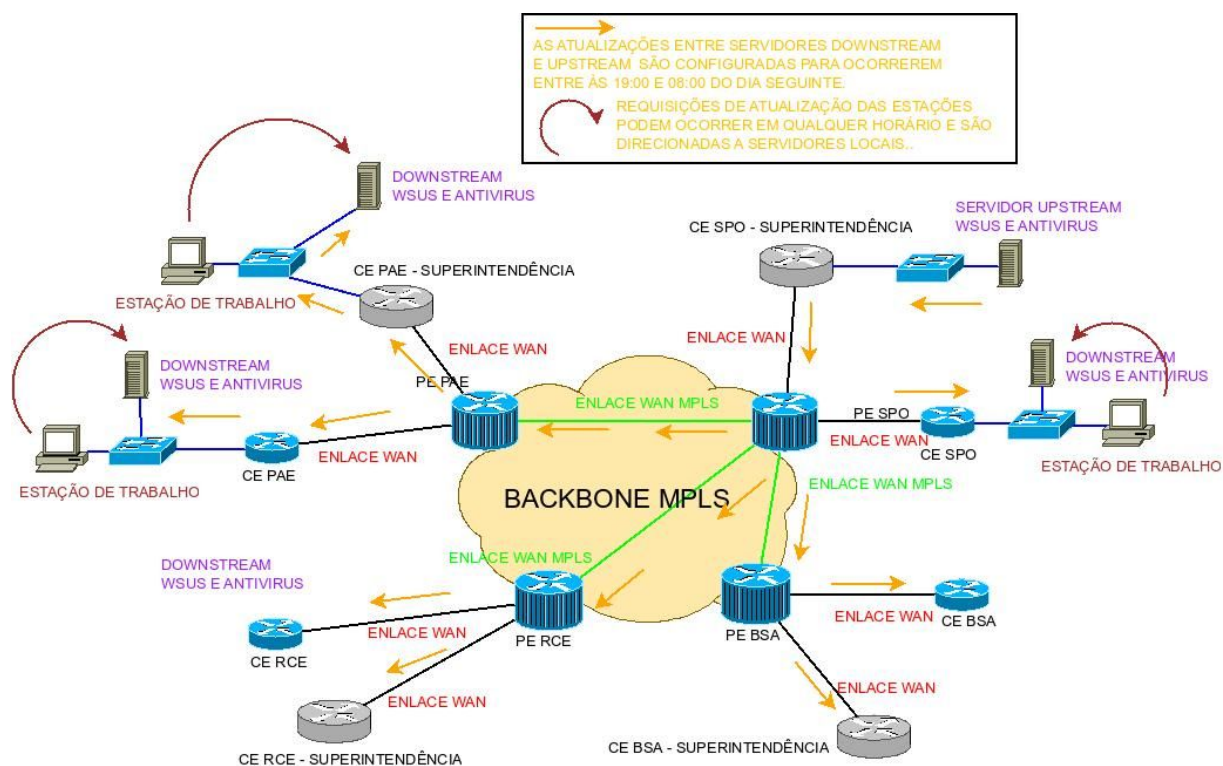 AS ATUALIZAÇÕES ENTRE SERVIDORES DOWNSTREAM
E UPSTREAM SÃO CONFIGURADAS PARA OCORREREM
ENTRE ÀS 19:00 E 08:00 DO DIA SEGUINTE.
REQUISIÇÕES DE ATUALIZAÇÃO DAS ESTAÇÕES
PODEM OCORRER EM QUALQUER HORÁRIO E SÃO
DIRECIONADAS A SERVIDORES LOCAIS..
DOWNSTREAM
WSUS E ANTIVIRUS
SERVIDOR UPSTREAM
WSUS E ANTIVIRUS
CE SPO - SUPERINTENDÊNCIA
CE PAE - SUPERINTENDÊNCIA
ESTAÇÃO DE TRABALHO
ENLACE WAN
ENLACE WAN
DOWNSTREAM
WSUS E ANTIVIRUS
DOWNSTREAM
WSUS E ANTIVIRUS
PE PAE
ENLACE WAN MPLS
PE SPO
ENLACE WAN
CE SPO
ENLACE WAN
CE PAE
ESTAÇÃO DE TRABALHO
ESTAÇÃO DE TRABALHO
ENLACE WAN MPLS
BACKBONE MPLS
ENLACE WAN MPLS
DOWNSTREAM
WSUS E ANTIVIRUS
ENLACE WAN
CE RCE
PE RCE
PE BSA
ENLACE WAN
CE BSA
ENLACE WAN
ENLACE WAN
CE RCE - SUPERINTENDÊNCIA
CE BSA - SUPERINTENDÊNCIA